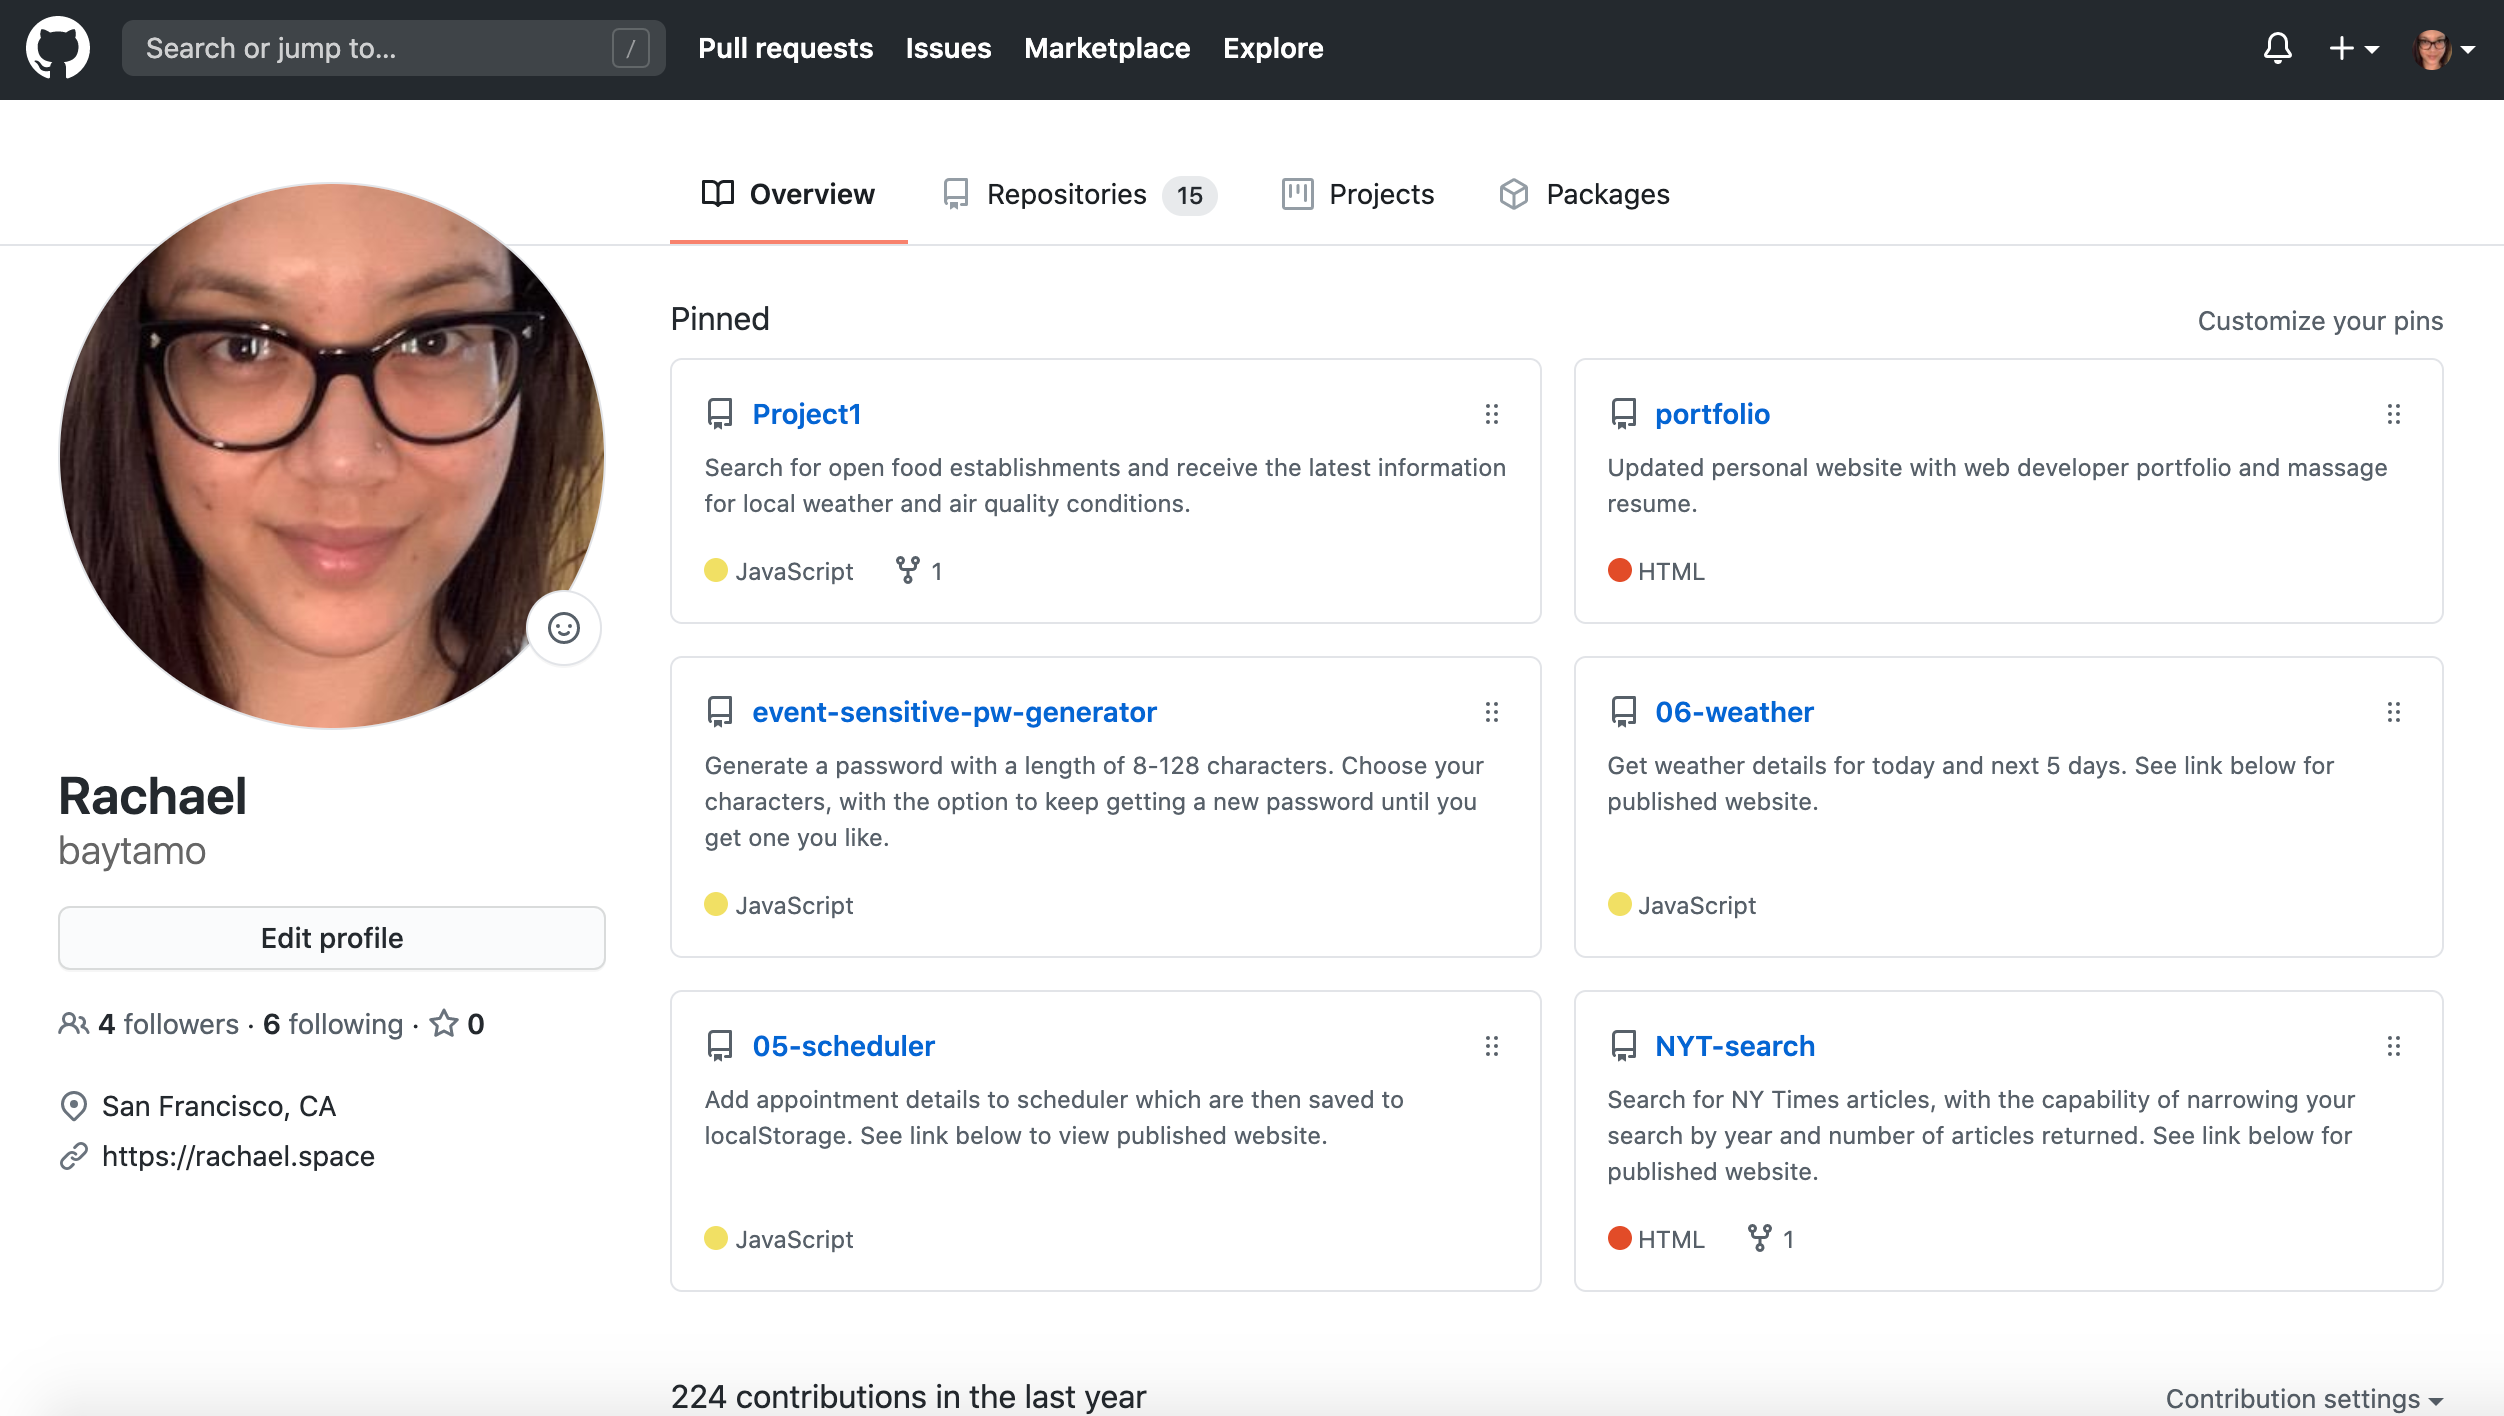 Search or jump to...
/
Pull requests
Issues
Marketplace
Explore
Overview
Repositories 15
Projects
Packages
Rachael
baytamo
Edit profile
4 followers · 6 following · 0
San Francisco, CA
https://rachael.space
Pinned
Customize your pins
Project1
Search for open food establishments and receive the latest information
for local weather and air quality conditions.
JavaScript 1
portfolio
Updated personal website with web developer portfolio and massage
resume.
HTML
event-sensitive-pw-generator
Generate a password with a length of 8-128 characters. Choose your
characters, with the option to keep getting a new password until you
get one you like.
JavaScript
06-weather
Get weather details for today and next 5 days. See link below for
published website.
JavaScript
05-scheduler
Add appointment details to scheduler which are then saved to
localStorage. See link below to view published website.
JavaScript
NYT-search
Search for NY Times articles, with the capability of narrowing your
search by year and number of articles returned. See link below for
published website.
HTML 1
224 contributions in the last year
Contribution settings